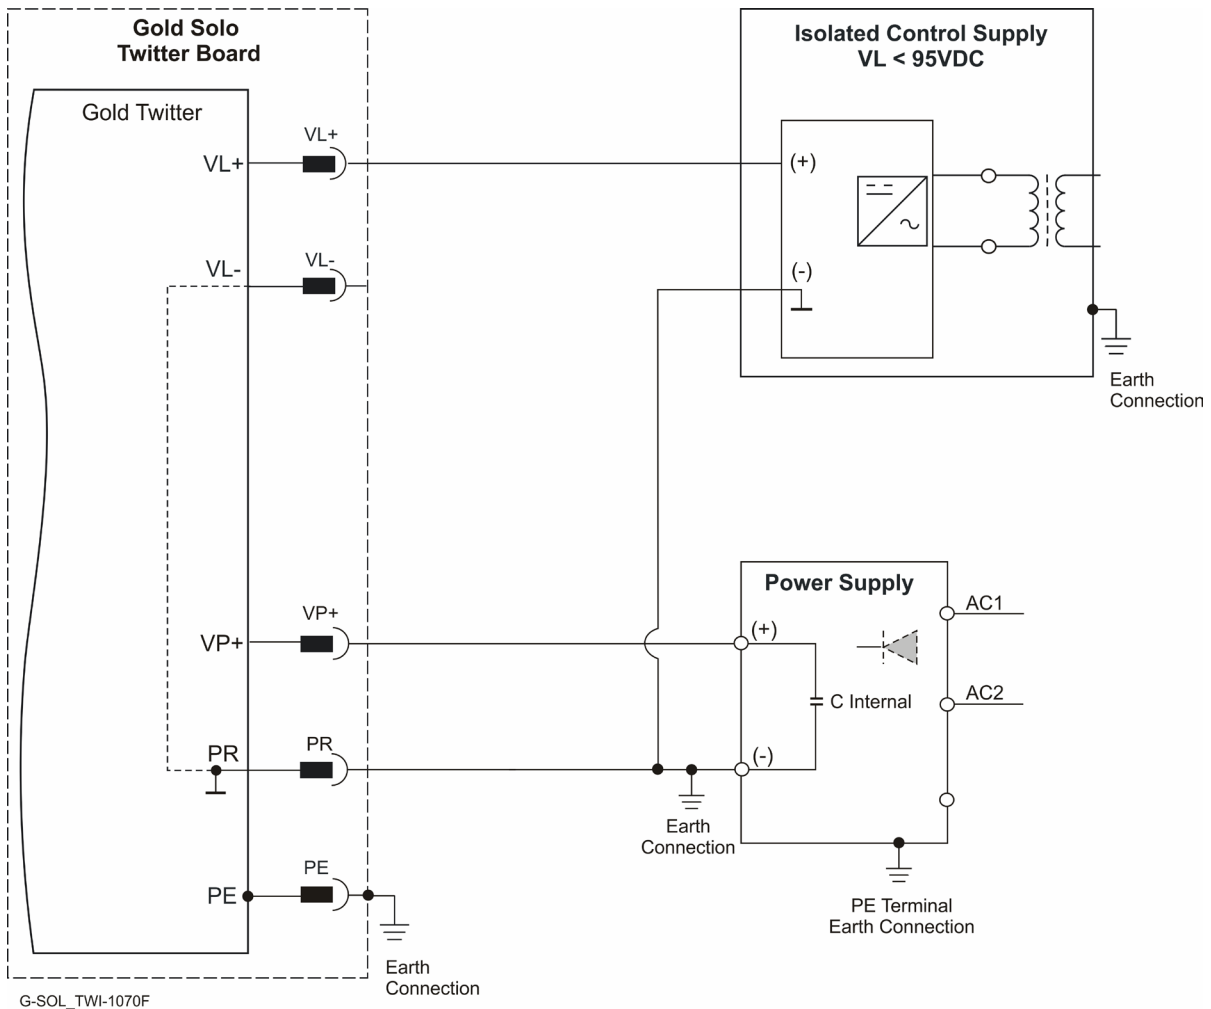 Gold Solo
Twitter Board
Gold Twitter
VL+
VL+
VL-
VL-
Isolated Control Supply
VL < 95VDC
(+)
(-)
Earth
Connection
VP+
VP+
PR
PR
PE
PE
Earth
Connection
Power Supply
(+)
C Internal
(-)
AC1
AC2
Earth
Connection
PE Terminal
Earth Connection
G-SOL_TWI-1070F